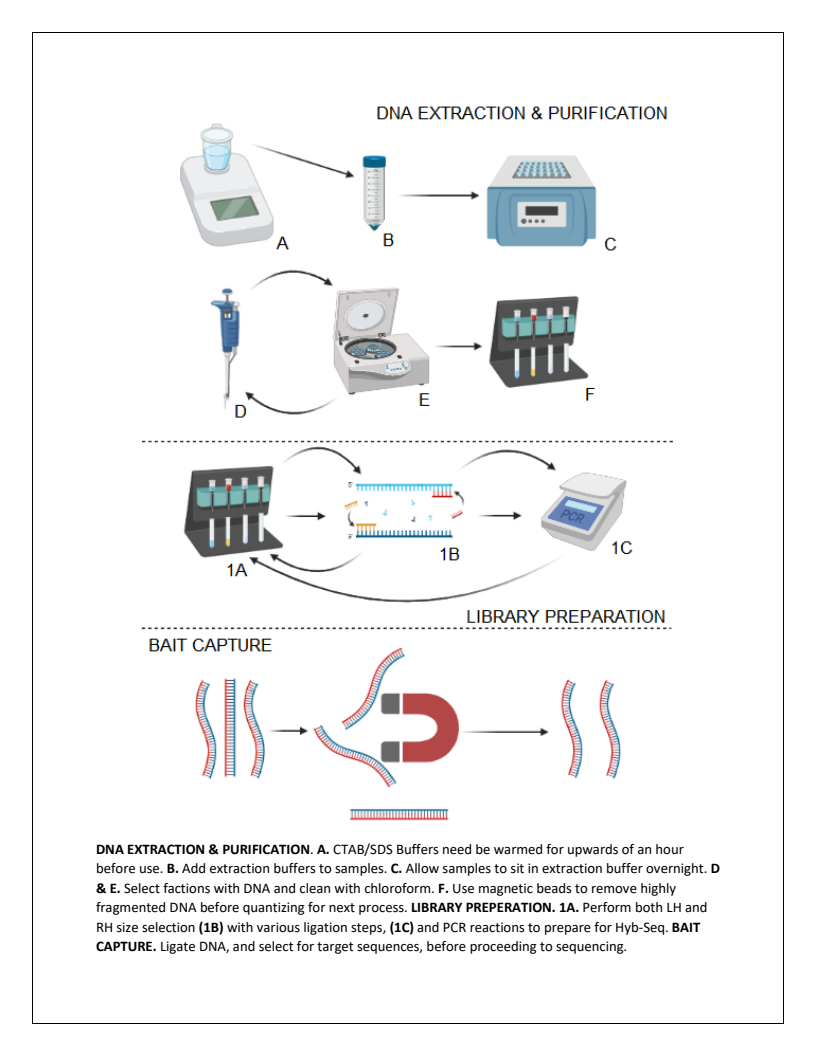 DNA EXTRACTION & PURIFICATION
A
B
C
D
E
F
5'
3'
PCR
1A
1B
1C
LIBRARY PREPARATION
BAIT CAPTURE
DNA EXTRACTION & PURIFICATION. A. CTAB/SDS Buffers need be warmed for upwards of an hour
before use. B. Add extraction buffers to samples. C. Allow samples to sit in extraction buffer overnight. D
& E. Select factions with DNA and clean with chloroform. F. Use magnetic beads to remove highly
fragmented DNA before quantizing for next process. LIBRARY PREPERATION. 1A. Perform both LH and
RH size selection (1B) with various ligation steps, (1C) and PCR reactions to prepare for Hyb-Seq. BAIT
CAPTURE. Ligate DNA, and select for target sequences, before proceeding to sequencing.